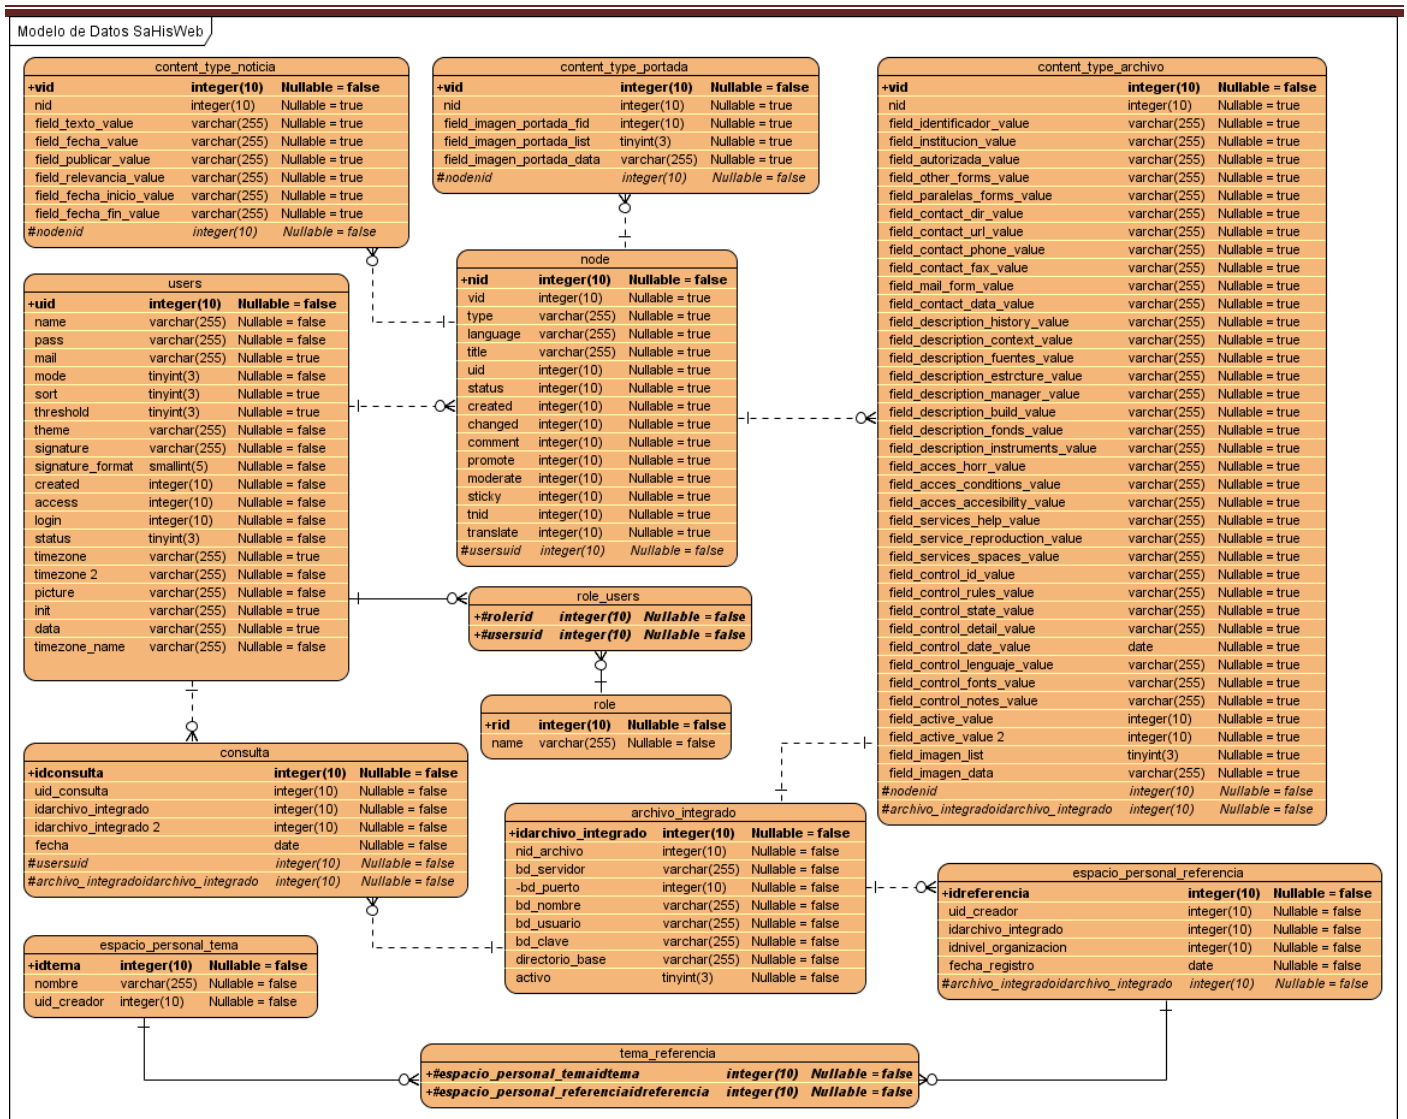 Modelo de Datos SaHisWeb
content_type_noticia
+vid integer(10) Nullable = false
nid integer(10) Nullable = true
field_texto_value varchar(255) Nullable = true
field_fecha_value varchar(255) Nullable = true
field_publicar_value varchar(255) Nullable = true
field_relevancia_value varchar(255) Nullable = true
field_fecha_inicio_value varchar(255) Nullable = true
field_fecha_fin_value varchar(255) Nullable = true
#nodenid integer(10) Nullable = false
content_type_portada
+vid integer(10) Nullable = false
nid integer(10) Nullable = true
field_imagen_portada_fid integer(10) Nullable = true
field_imagen_portada_list tinyint(3) Nullable = true
field_imagen_portada_data varchar(255) Nullable = true
#nodenid integer(10) Nullable = false
content_type_archivo
+vid integer(10) Nullable = false
nid integer(10) Nullable = true
field_identificador_value varchar(255) Nullable = true
field_institucion_value varchar(255) Nullable = true
field_autorizada_value varchar(255) Nullable = true
field_other_forms_value varchar(255) Nullable = true
field_paralelas_forms_value varchar(255) Nullable = true
field_contact_dir_value varchar(255) Nullable = true
field_contact_url_value varchar(255) Nullable = true
field_contact_phone_value varchar(255) Nullable = true
field_contact_fax_value varchar(255) Nullable = true
field_mail_form_value varchar(255) Nullable = true
field_contact_data_value varchar(255) Nullable = true
field_description_history_value varchar(255) Nullable = true
field_description_context_value varchar(255) Nullable = true
field_description_fuentes_value varchar(255) Nullable = true
field_description_estrcture_value varchar(255) Nullable = true
field_description_manager_value varchar(255) Nullable = true
field_description_build_value varchar(255) Nullable = true
field_description_fonds_value varchar(255) Nullable = true
field_description_instruments_value varchar(255) Nullable = true
field_acces_horr_value varchar(255) Nullable = true
field_acces_conditions_value varchar(255) Nullable = true
field_acces_accesibility_value varchar(255) Nullable = true
field_services_help_value varchar(255) Nullable = true
field_service_reproduction_value varchar(255) Nullable = true
field_services_spaces_value varchar(255) Nullable = true
field_control_id_value varchar(255) Nullable = true
field_control_rules_value varchar(255) Nullable = true
field_control_state_value varchar(255) Nullable = true
field_control_detail_value varchar(255) Nullable = true
field_control_date_value date Nullable = true
field_control_lenguaje_value varchar(255) Nullable = true
field_control_fonts_value varchar(255) Nullable = true
field_control_notes_value varchar(255) Nullable = true
field_active_value integer(10) Nullable = true
field_active_value 2 integer(10) Nullable = true
field_imagen_list tinyint(3) Nullable = true
field_imagen_data varchar(255) Nullable = true
#nodenid integer(10) Nullable = false
#archivo_integradoidarchivo_integrado integer(10) Nullable = false
users
+uid integer(10) Nullable = false
name varchar(255) Nullable = false
pass varchar(255) Nullable = false
mail varchar(255) Nullable = true
mode tinyint(3) Nullable = false
sort tinyint(3) Nullable = true
threshold tinyint(3) Nullable = true
theme varchar(255) Nullable = false
signature varchar(255) Nullable = false
signature_format smallint(5) Nullable = false
created integer(10) Nullable = false
access integer(10) Nullable = false
login integer(10) Nullable = false
status tinyint(3) Nullable = false
timezone varchar(255) Nullable = true
timezone 2 varchar(255) Nullable = false
picture varchar(255) Nullable = false
init varchar(255) Nullable = true
data varchar(255) Nullable = true
timezone_name varchar(255) Nullable = false
node
+nid integer(10) Nullable = false
vid integer(10) Nullable = true
type varchar(255) Nullable = true
language varchar(255) Nullable = true
title varchar(255) Nullable = true
uid integer(10) Nullable = true
status integer(10) Nullable = true
created integer(10) Nullable = true
changed integer(10) Nullable = true
comment integer(10) Nullable = true
promote integer(10) Nullable = true
moderate integer(10) Nullable = true
sticky integer(10) Nullable = true
tnid integer(10) Nullable = true
translate integer(10) Nullable = true
#usersuid integer(10) Nullable = false
role_users
+#rolerid integer(10) Nullable = false
+#usersuid integer(10) Nullable = false
role
+rid integer(10) Nullable = false
name varchar(255) Nullable = false
consulta
+idconsulta integer(10) Nullable = false
uid_consulta integer(10) Nullable = false
idarchivo_integrado integer(10) Nullable = false
idarchivo_integrado 2 integer(10) Nullable = false
fecha date Nullable = false
#usersuid integer(10) Nullable = false
#archivo_integradoidarchivo_integrado integer(10) Nullable = false
archivo_integrado
+idarchivo_integrado integer(10) Nullable = false
nid_archivo integer(10) Nullable = false
bd_servidor varchar(255) Nullable = false
-bd_puerto integer(10) Nullable = false
bd_nombre varchar(255) Nullable = false
bd_usuario varchar(255) Nullable = false
bd_clave varchar(255) Nullable = false
directorio_base varchar(255) Nullable = false
activo tinyint(3) Nullable = false
espacio_personal_referencia
+idreferencia integer(10) Nullable = false
uid_creador integer(10) Nullable = false
idarchivo_integrado integer(10) Nullable = false
idnivel_organizacion integer(10) Nullable = false
fecha_registro date Nullable = false
#archivo_integradoidarchivo_integrado integer(10) Nullable = false
espacio_personal_tema
+idtema integer(10) Nullable = false
nombre varchar(255) Nullable = false
uid_creador integer(10) Nullable = false
tema_referencia
+#espacio_personal_temaidtema integer(10) Nullable = false
+#espacio_personal_referenciaidreferencia integer(10) Nullable = false